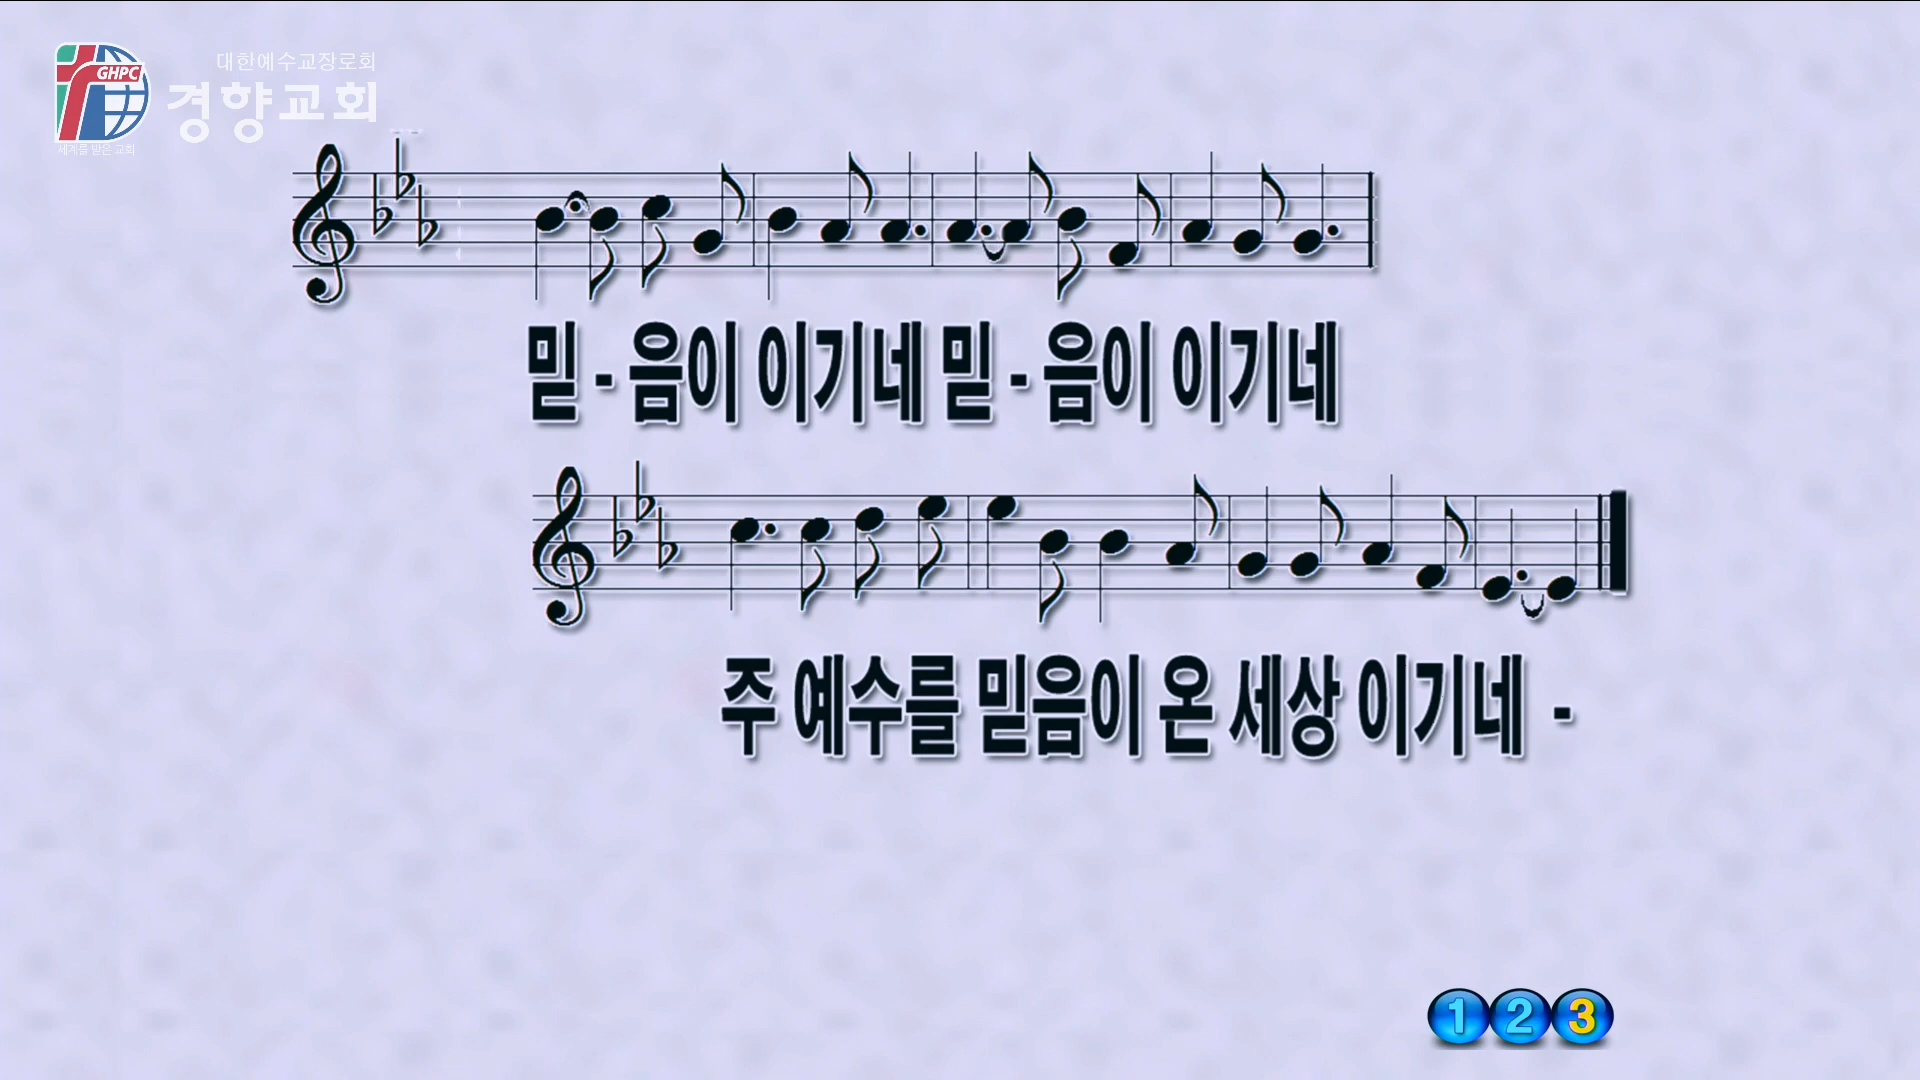 대한예수교장로회
GHPC
경향교회
세계를 받은 교회
믿 - 음이 이기네 믿 - 음이 이기네
주 예수를 믿음이 온 세상 이기네 -
1 2 3